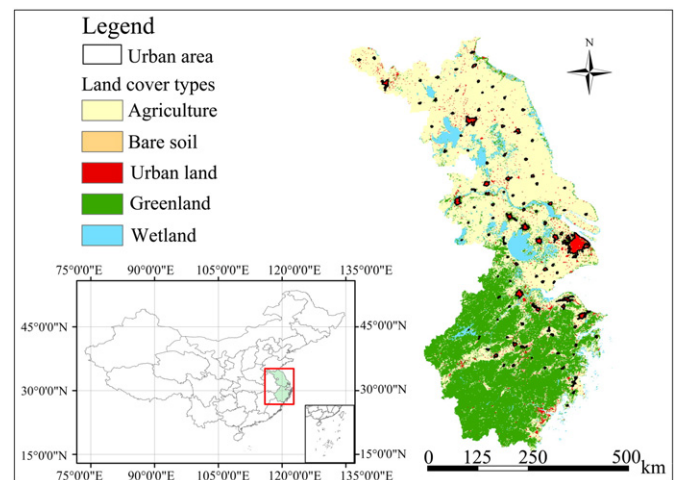 Legend
Urban area
Land cover types
Agriculture
Bare soil
Urban land
Greenland
Wetland
N
75°0'0"E 90°0'0"E 105°0'0"E 120°0'0"E 135°0'0"E
45°0'0"N 45°0'0"N
30°0'0"N 30°0'0"N
15°0'0"N 15°0'0"N
75°0'0"E 90°0'0"E 105°0'0"E 120°0'0"E 135°0'0"E
0 125 250 500 km